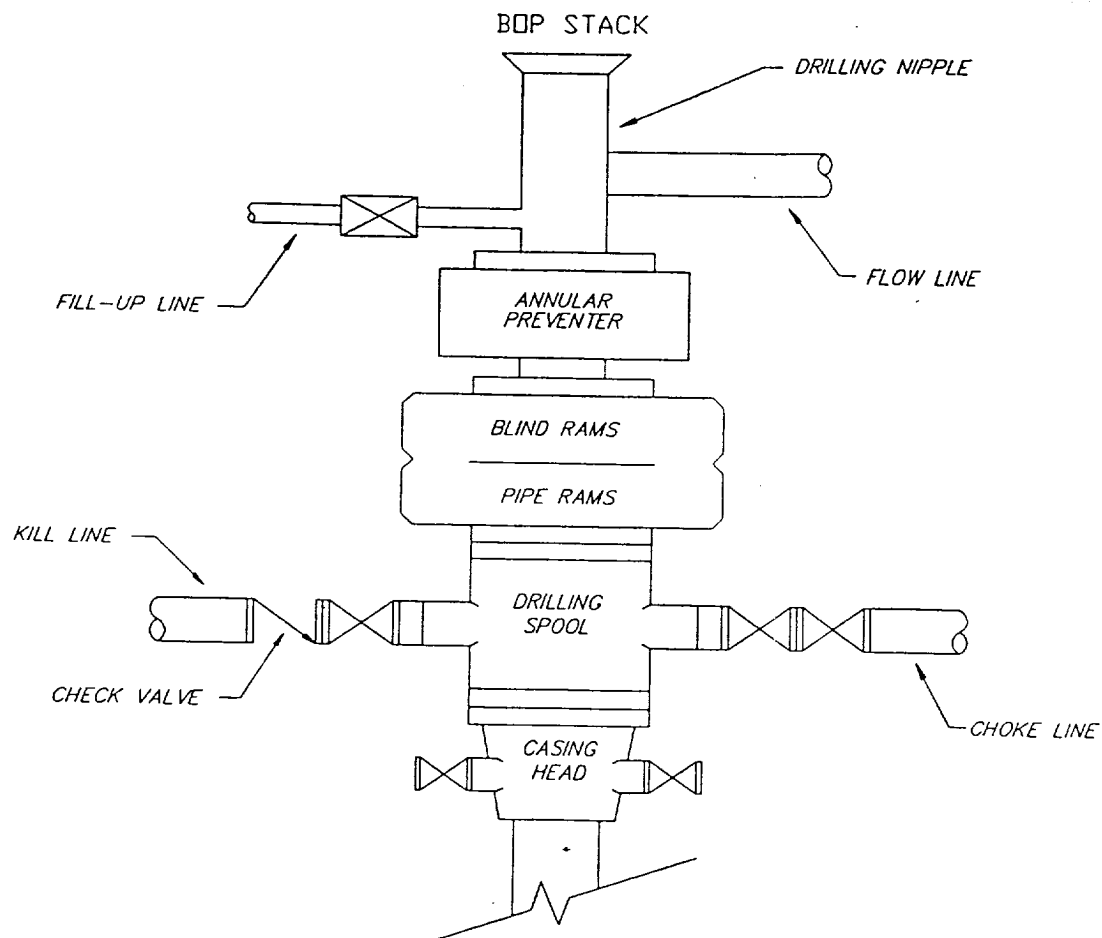 BOP STACK
DRILLING NIPPLE
FILL-UP LINE
FLOW LINE
ANNULAR
PREVENTER
BLIND RAMS
PIPE RAMS
KILL LINE
DRILLING
SPOOL
CHECK VALVE
CHOKE LINE
CASING
HEAD